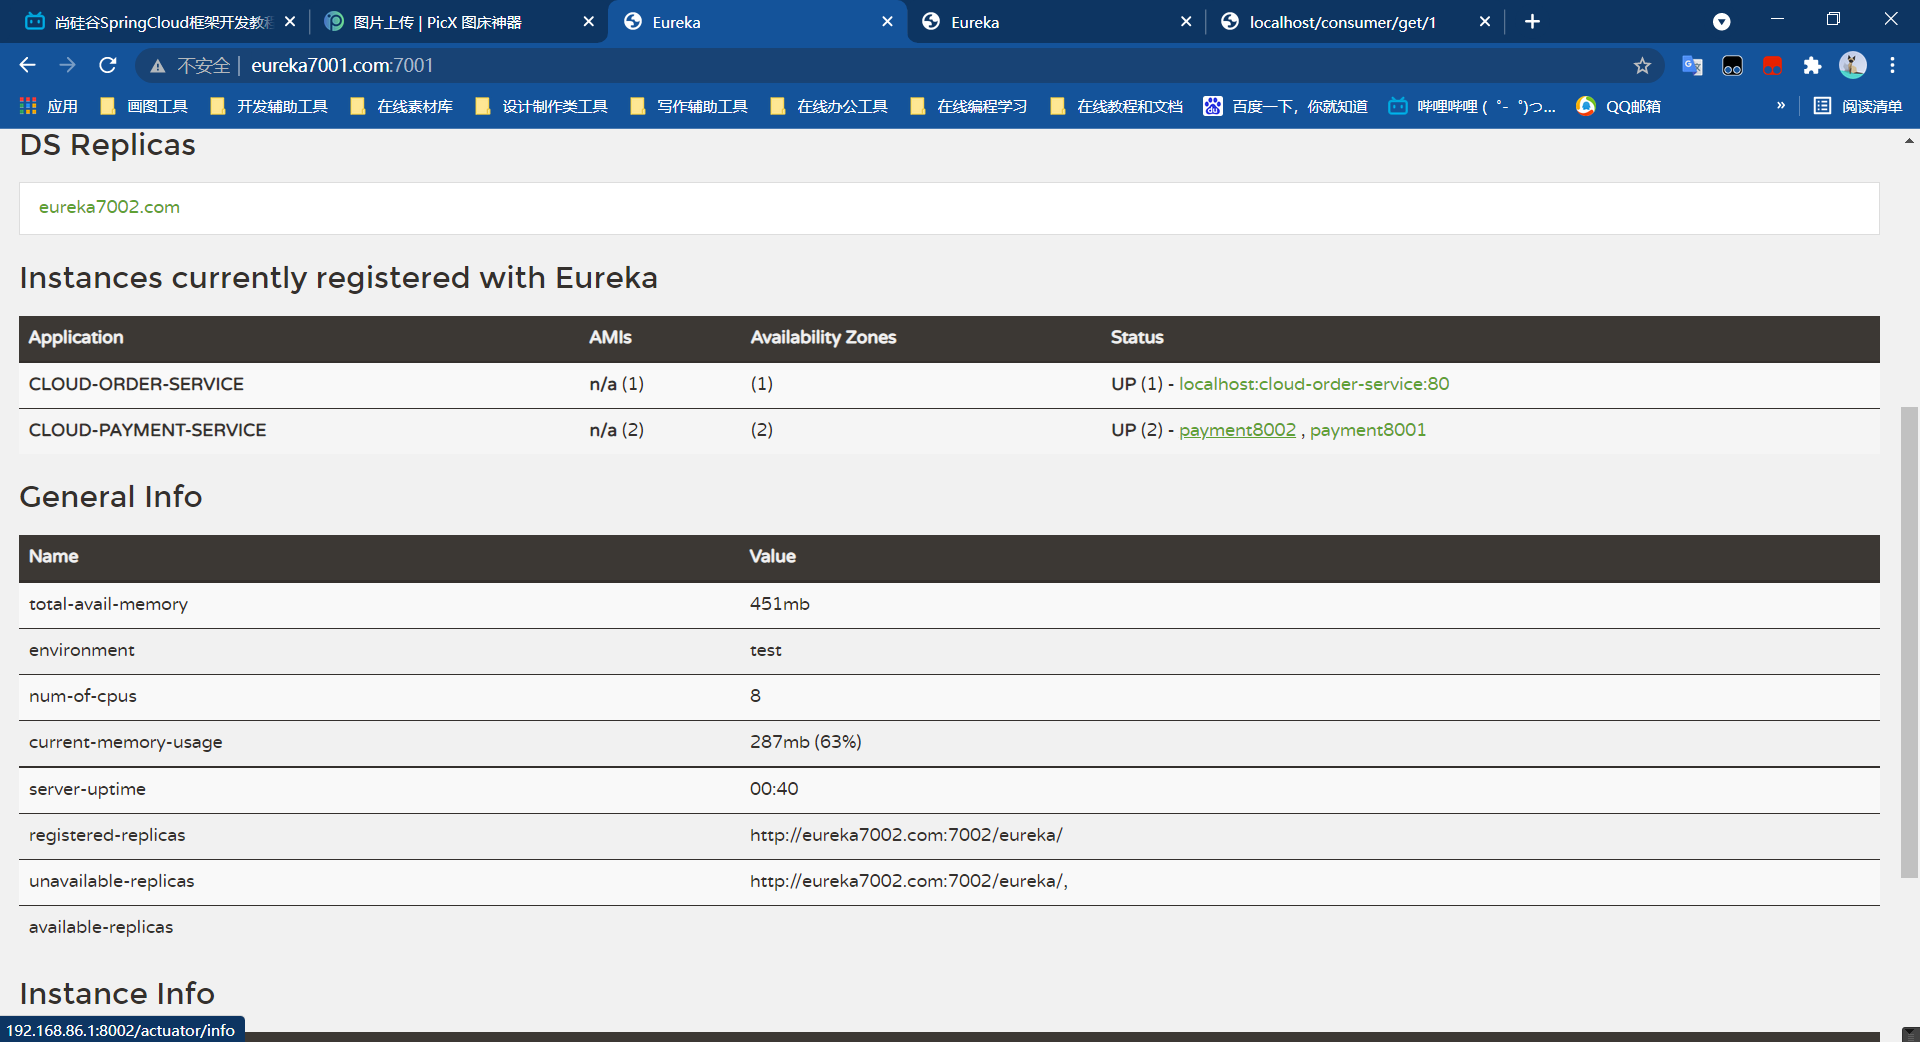 尚硅谷SpringCloud框架开发教程
图片上传 | PicX 图床神器
Eureka
Eureka
localhost/consumer/get/1
不安全 | eureka7001.com:7001
应用 画图工具 开发辅助工具 在线素材库 设计制作类工具 写作辅助工具 在线办公工具 在线编程学习 在线教程和文档 百度一下，你就知道 哔哩哔哩 (゜-゜)つ... QQ邮箱 » 阅读清单
DS Replicas
eureka7002.com
Instances currently registered with Eureka
Application AMIs Availability Zones Status
CLOUD-ORDER-SERVICE n/a (1) (1) UP (1) - localhost:cloud-order-service:80
CLOUD-PAYMENT-SERVICE n/a (2) (2) UP (2) - payment8002 , payment8001
General Info
Name Value
total-avail-memory 451mb
environment test
num-of-cpus 8
current-memory-usage 287mb (63%)
server-uptime 00:40
registered-replicas http://eureka7002.com:7002/eureka/
unavailable-replicas http://eureka7002.com:7002/eureka/,
available-replicas
Instance Info
192.168.86.1:8002/actuator/info